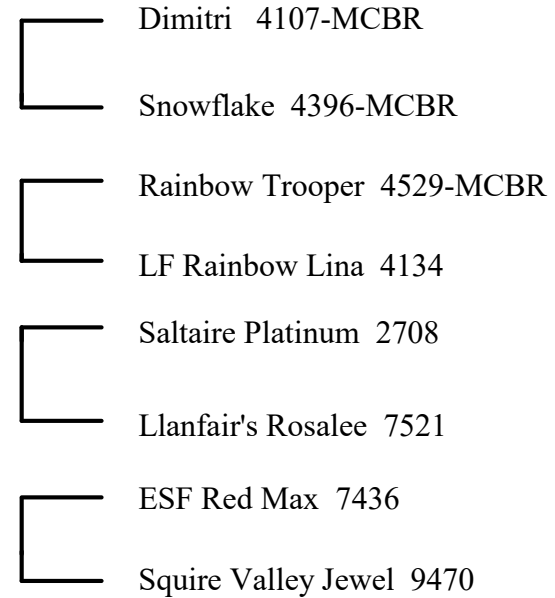 Dimitri 4107-MCBR
Snowflake 4396-MCBR
Rainbow Trooper 4529-MCBR
LF Rainbow Lina 4134
Saltaire Platinum 2708
Llanfair's Rosalee 7521
ESF Red Max 7436
Squire Valley Jewel 9470